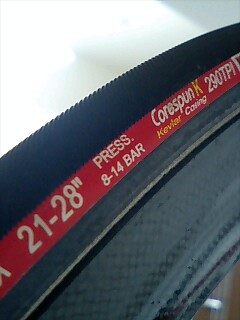 21-28"
PRESS.
8-14 BAR
Corespun K
Kevlar Casing
290TPI